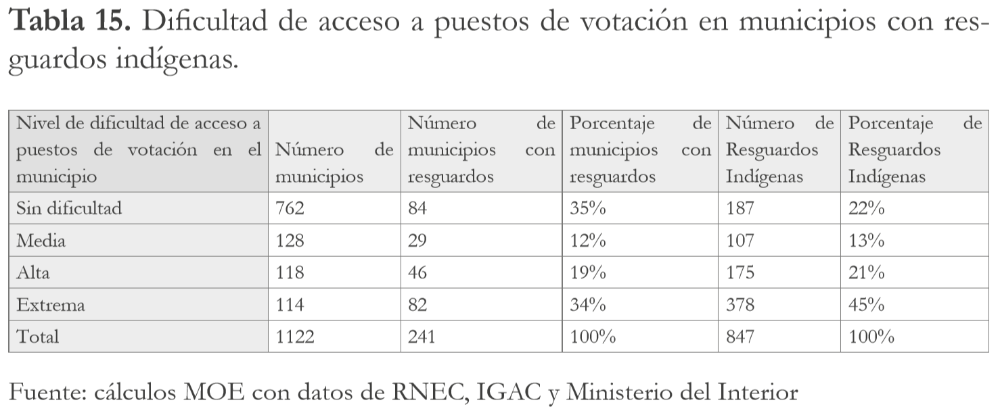 Tabla 15. Dificultad de acceso a puestos de votación en municipios con res-
guardos indígenas.
Nivel de dificultad de acceso a puestos de votación en el municipio Número de municipios Número de municipios con resguardos Porcentaje de municipios con resguardos Número de Resguardos Indígenas Porcentaje de Resguardos Indígenas
Sin dificultad 762 84 35% 187 22%
Media 128 29 12% 107 13%
Alta 118 46 19% 175 21%
Extrema 114 82 34% 378 45%
Total 1122 241 100% 847 100%
Fuente: cálculos MOE con datos de RNEC, IGAC y Ministerio del Interior